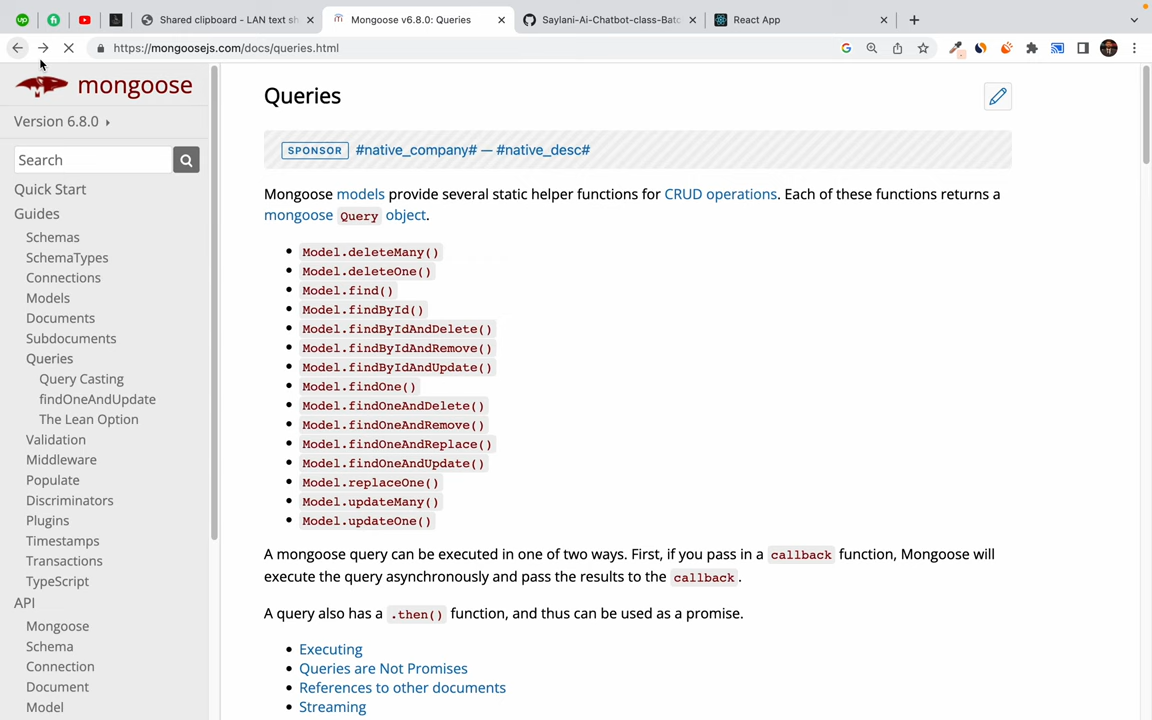 Shared clipboard - LAN text sh
Mongoose v6.8.0: Queries
Saylani-Ai-Chatbot-class-Batc
React App
https://mongoosejs.com/docs/queries.html
mongoose
Version 6.8.0
Search
Quick Start
Guides
Schemas
SchemaTypes
Connections
Models
Documents
Subdocuments
Queries
Query Casting
findOneAndUpdate
The Lean Option
Validation
Middleware
Populate
Discriminators
Plugins
Timestamps
Transactions
TypeScript
API
Mongoose
Schema
Connection
Document
Model
Queries
SPONSOR #native_company# — #native_desc#
Mongoose models provide several static helper functions for CRUD operations. Each of these functions returns a
mongoose Query object.
Model.deleteMany()
Model.deleteOne()
Model.find()
Model.findById()
Model.findByIdAndDelete()
Model.findByIdAndRemove()
Model.findByIdAndUpdate()
Model.findOne()
Model.findOneAndDelete()
Model.findOneAndRemove()
Model.findOneAndReplace()
Model.findOneAndUpdate()
Model.replaceOne()
Model.updateMany()
Model.updateOne()
A mongoose query can be executed in one of two ways. First, if you pass in a callback function, Mongoose will
execute the query asynchronously and pass the results to the callback.
A query also has a .then() function, and thus can be used as a promise.
Executing
Queries are Not Promises
References to other documents
Streaming